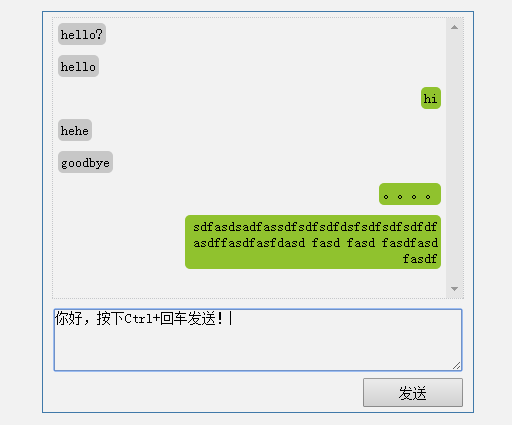 hello?
hello
hi
hehe
goodbye
。。。。
sdfasdsadfassdfsdfsdfdsfsdfsdfsdfdf
asdffasdfasfdasd fasd fasd fasdfasd
fasdf
你好，按下Ctrl+回车发送！
发送